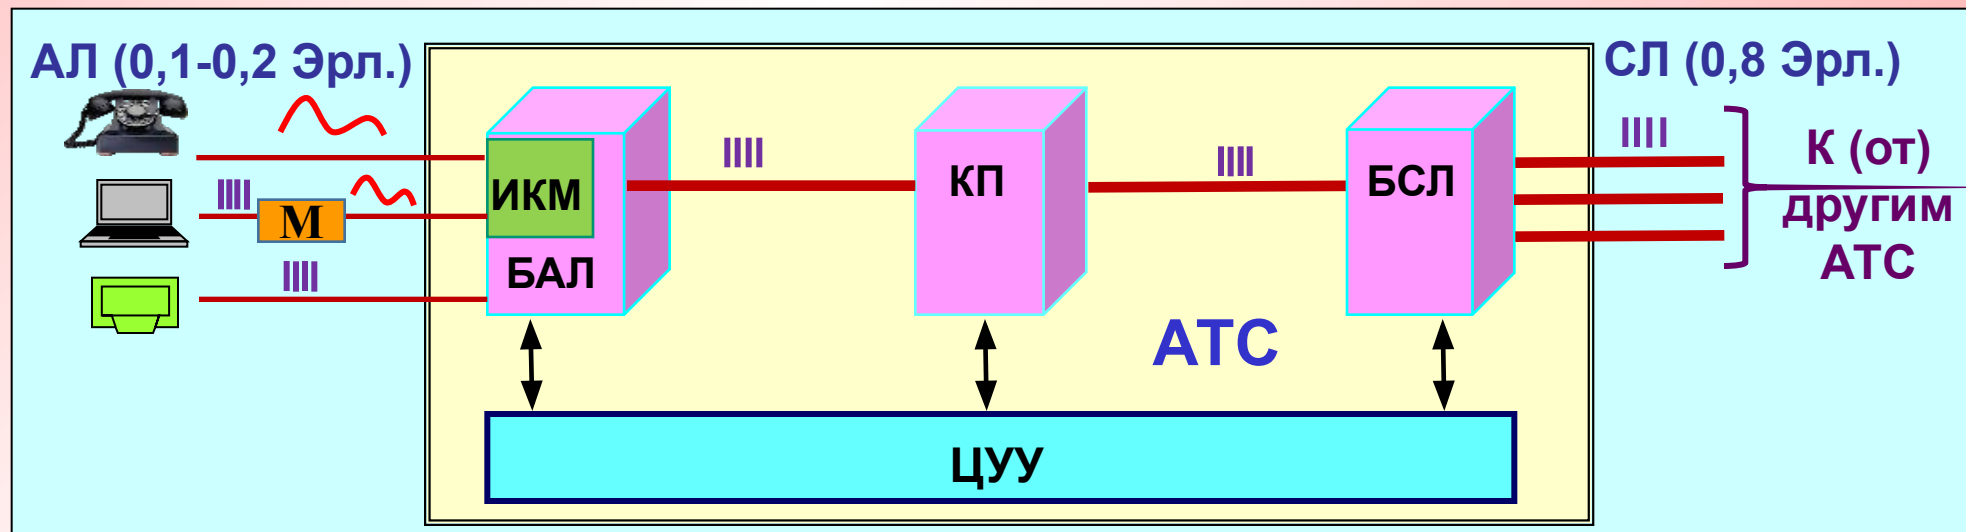 АЛ (0,1-0,2 Эрл.)
СЛ (0,8 Эрл.)
ИКМ
БАЛ
М
КП
БСЛ
К (от)
другим
АТС
АТС
ЦУУ